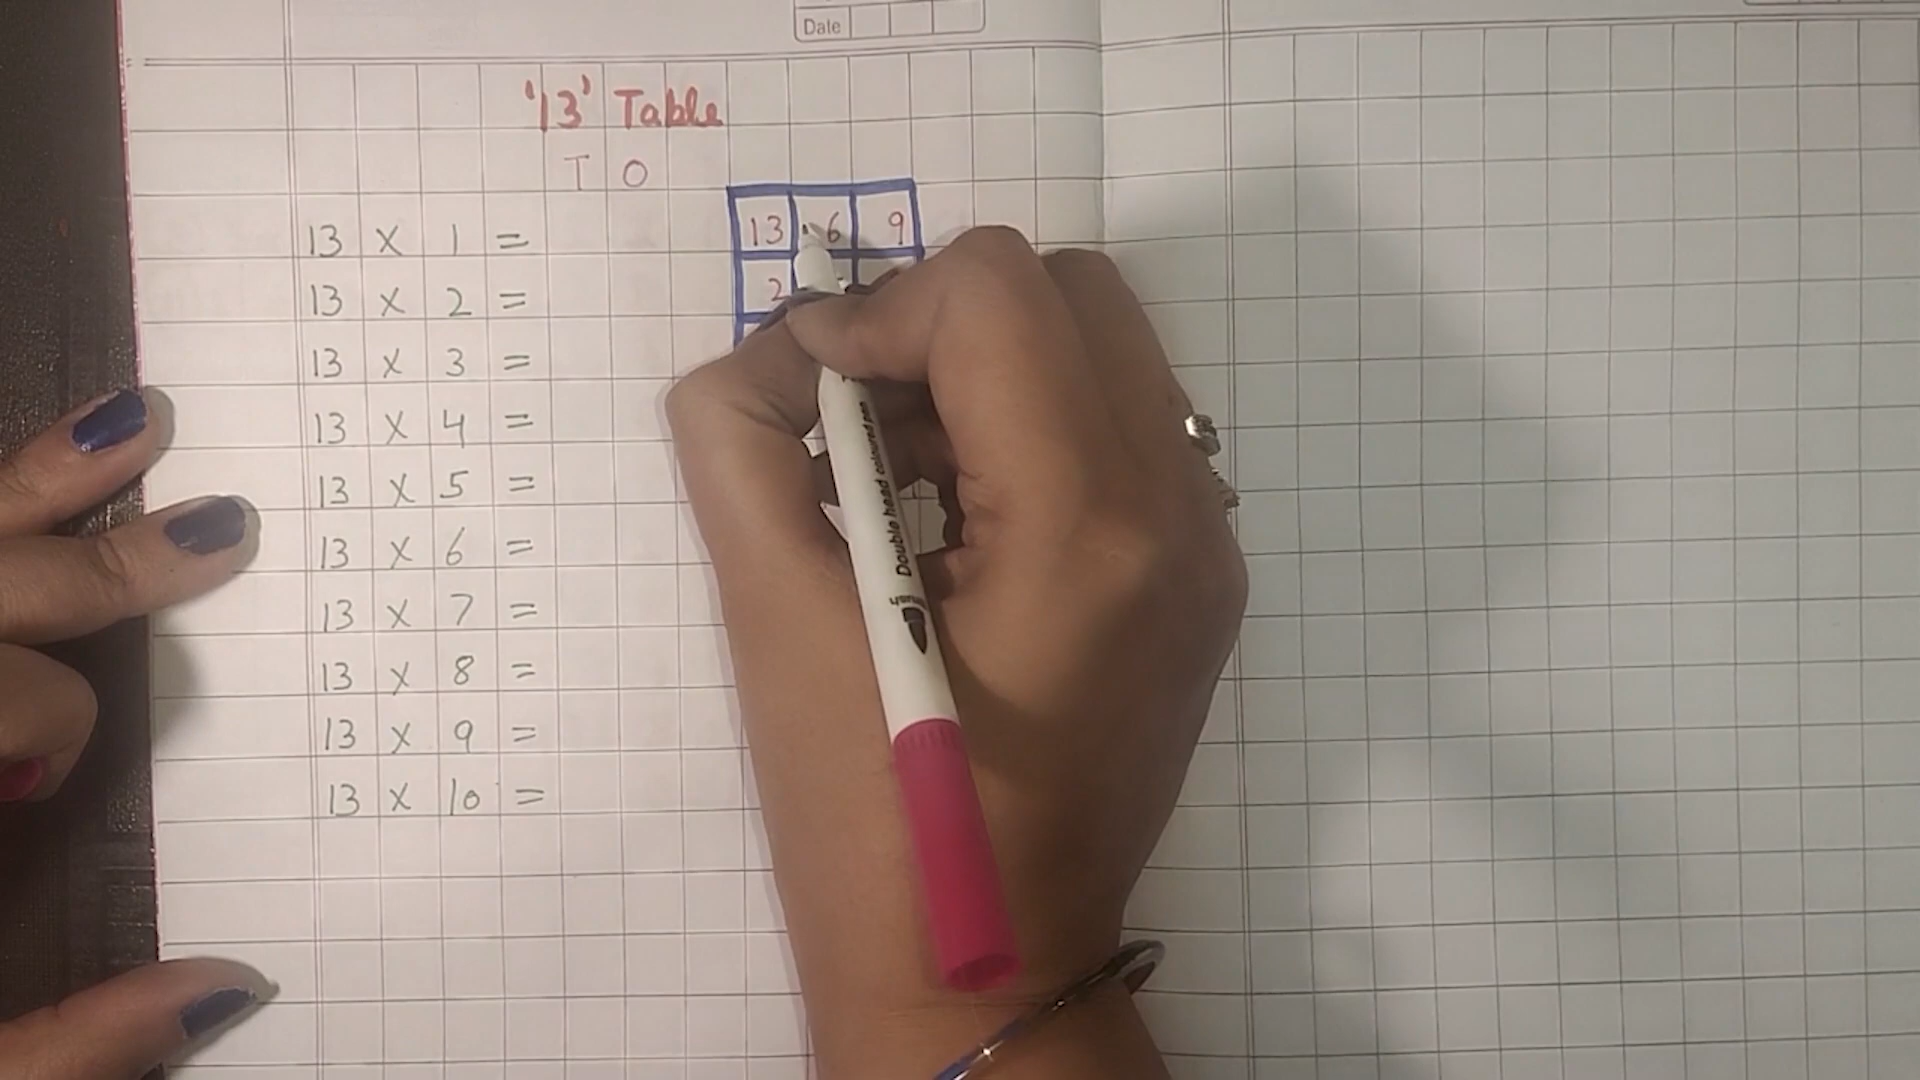 Date
'13' Table
T O
13 6 9
2
13 X 1 =
13 X 2 =
13 X 3 =
13 X 4 =
13 X 5 =
13 X 6 =
13 X 7 =
13 X 8 =
13 X 9 =
13 X 10 =
Double head coloured pen